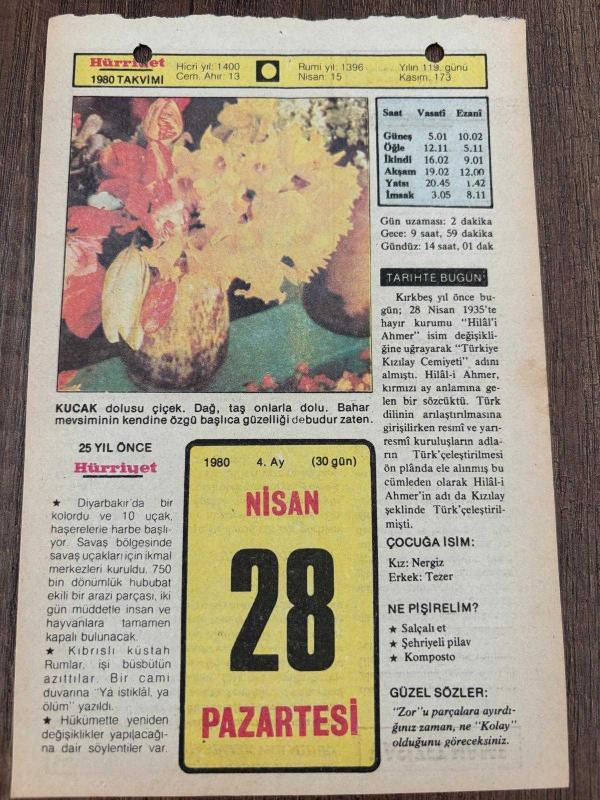 Hürriyet
1980 TAKVİMİ
Hicri yıl: 1400
Cem. Ahır: 13
Rumi yıl: 1396
Nisan: 15
Yılın 119. günü
Kasım: 173
Saat Vasatî Ezanî
Güneş 5.01 10.02
Öğle 12.11 5.11
İkindi 16.02 9.01
Akşam 19.02 12.00
Yatsı 20.45 1.42
İmsak 3.05 8.11
Gün uzaması: 2 dakika
Gece: 9 saat, 59 dakika
Gündüz: 14 saat, 01 dak
TARİHTE BUGÜN:
Kırkbeş yıl önce bu-
gün; 28 Nisan 1935'te
hayır kurumu "Hilâl'i
Ahmer" isim değişikli-
ğine uğrayarak "Türkiye
Kızılay Cemiyeti" adını
almıştı. Hilâl-i Ahmer,
kırmızı ay anlamına ge-
len bir sözcüktü. Türk
dilinin arılaştırılmasına
girişilirken resmî ve yarı-
resmî kuruluşların adla-
rın Türk'çeleştirilmesi
ön plânda ele alınmış bu
cümleden olarak Hilâl-i
Ahmer'in adı da Kızılay
şeklinde Türk'çeleştiril-
mişti.
KUCAK dolusu çiçek. Dağ, taş onlarla dolu. Bahar
mevsiminin kendine özgü başlıca güzelliği debudur zaten.
25 YIL ÖNCE
Hürriyet
★ Diyarbakır'da bir
kolordu ve 10 uçak,
haşerelerle harbe başlı-
yor. Savaş bölgesinde
savaş uçakları için ikmal
merkezleri kuruldu. 750
bin dönümlük hububat
ekili bir arazi parçası, iki
gün müddetle insan ve
hayvanlara tamamen
kapalı bulunacak.
★ Kıbrıslı küstah
Rumlar, işi büsbütün
azıttılar. Bir cami
duvarına "Ya istiklâl, ya
ölüm" yazıldı.
★ Hükümette yeniden
değişiklikler yapılacağı-
na dair söylentiler var.
1980 4. Ay (30 gün)
NİSAN
28
PAZARTESİ
ÇOCUĞA İSİM:
Kız: Nergiz
Erkek: Tezer
NE PİŞİRELİM?
★ Salçalı et
★ Şehriyeli pilav
★ Komposto
GÜZEL SÖZLER:
"Zor"u parçalara ayırdı-
ğınız zaman, ne "Kolay"
olduğunu göreceksiniz.